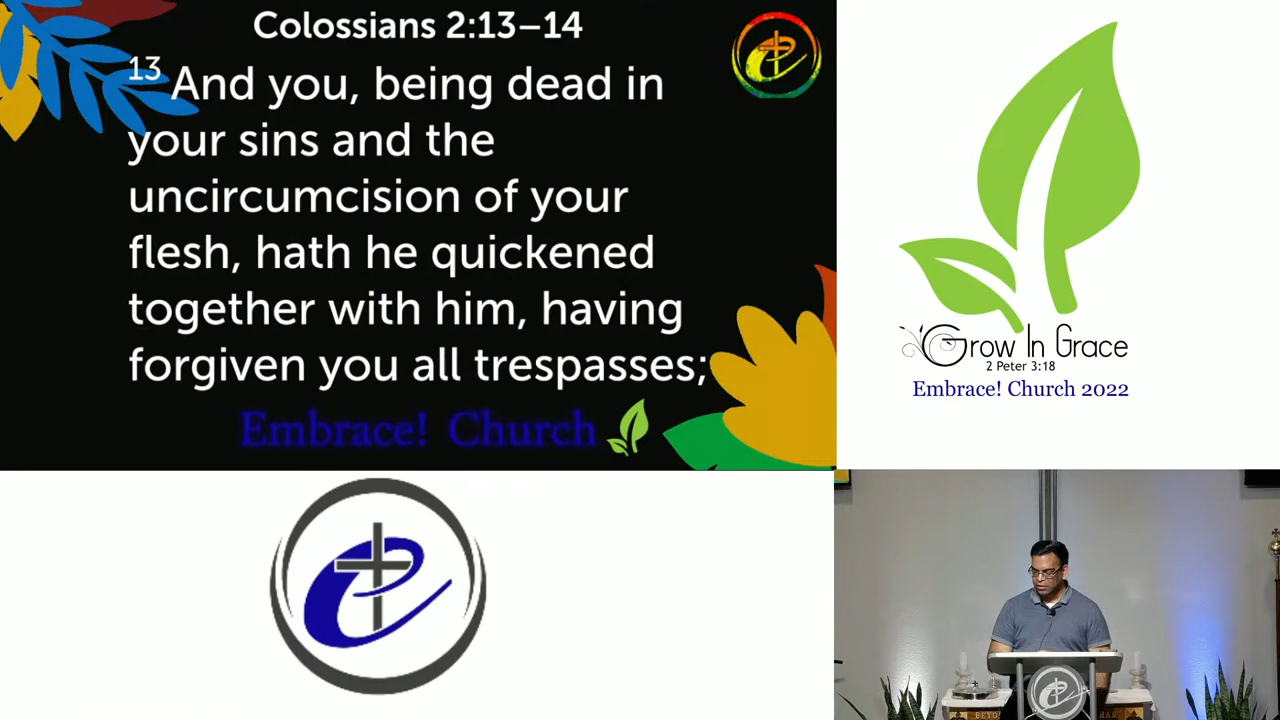 Colossians 2:13–14
13 And you, being dead in
your sins and the
uncircumcision of your
flesh, hath he quickened
together with him, having
forgiven you all trespasses;
Embrace! Church
Grow In Grace
2 Peter 3:18
Embrace! Church 2022